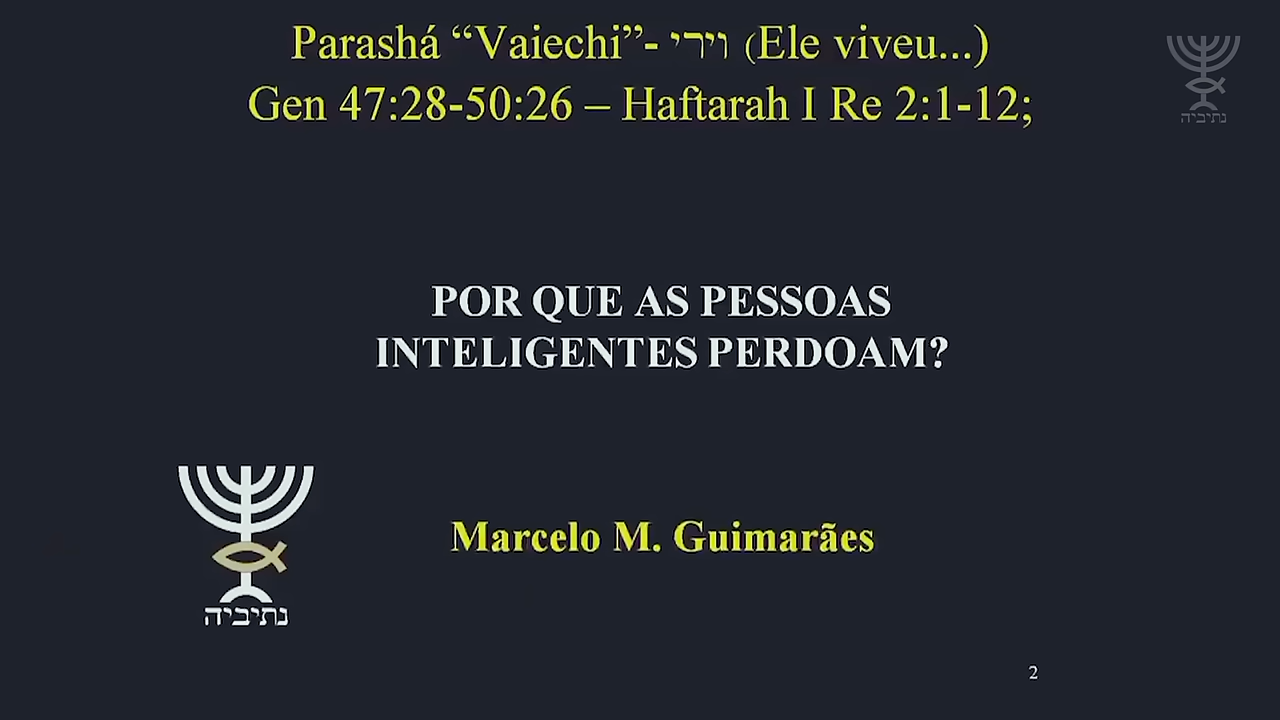 Parashá “Vaiechi”- וירי (Ele viveu...)
Gen 47:28-50:26 – Haftarah I Re 2:1-12;
נתיביה
POR QUE AS PESSOAS
INTELIGENTES PERDOAM?
Marcelo M. Guimarães
נתיביה
2